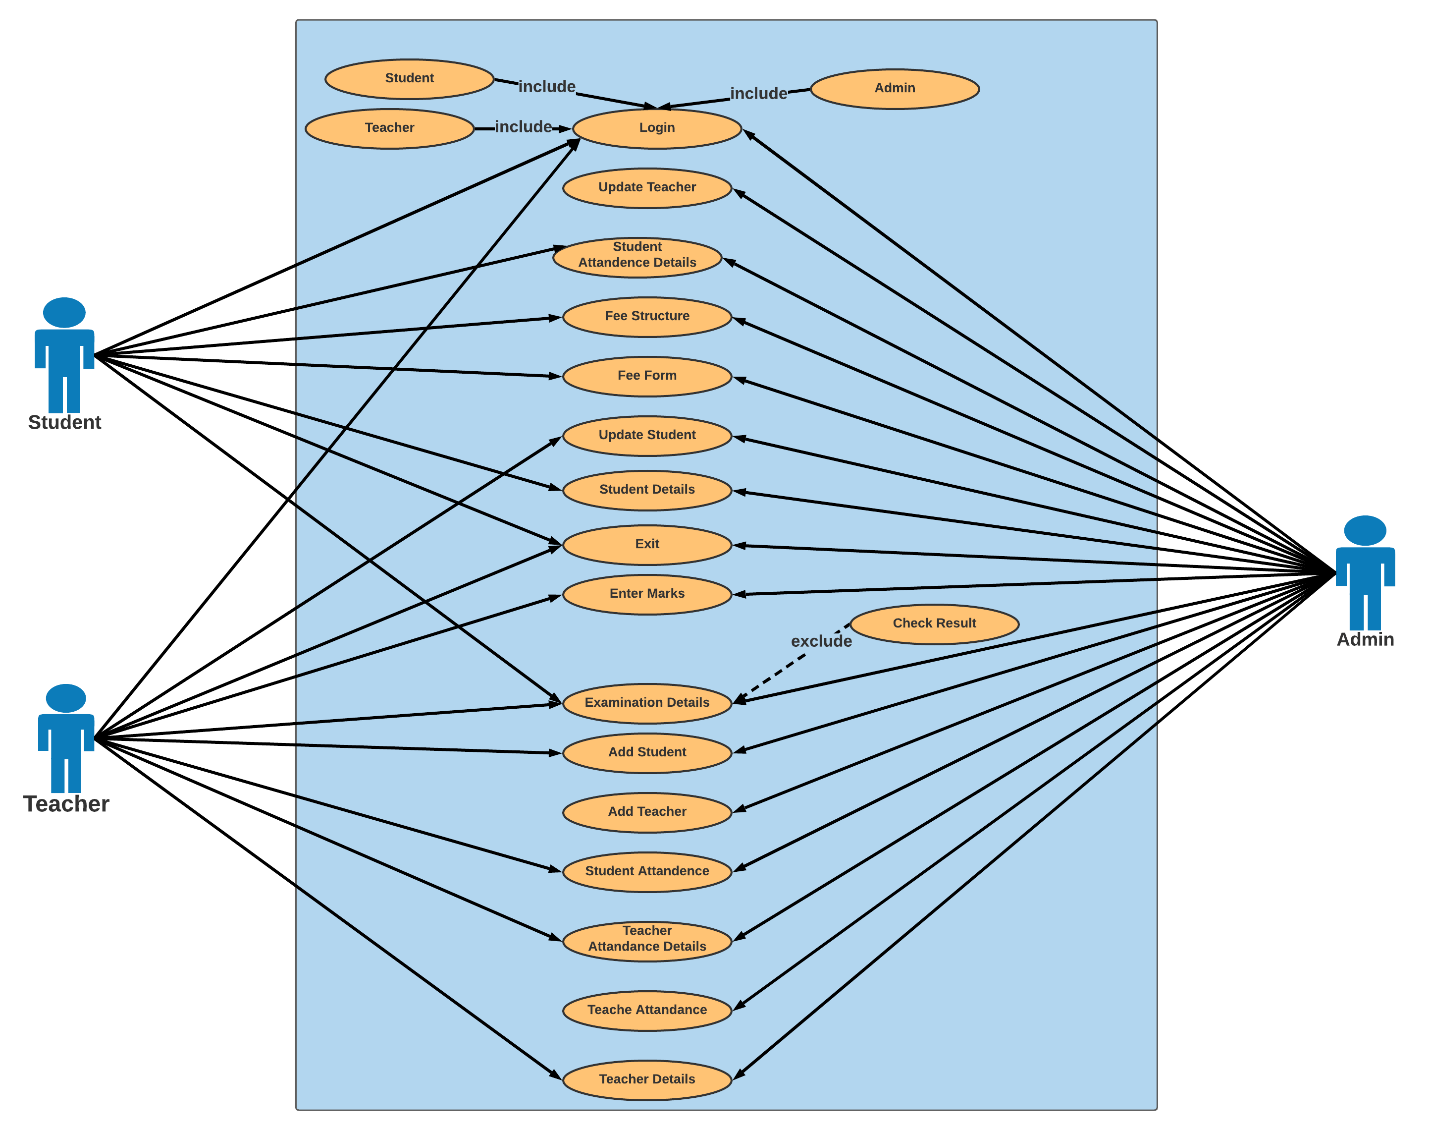 Student
include
include
Admin
Teacher
include
Login
Update Teacher
Student
Attandence Details
Fee Structure
Fee Form
Student
Update Student
Student Details
Exit
Enter Marks
Check Result
exclude
Admin
Examination Details
Add Student
Teacher
Add Teacher
Student Attandence
Teacher
Attandance Details
Teache Attandance
Teacher Details